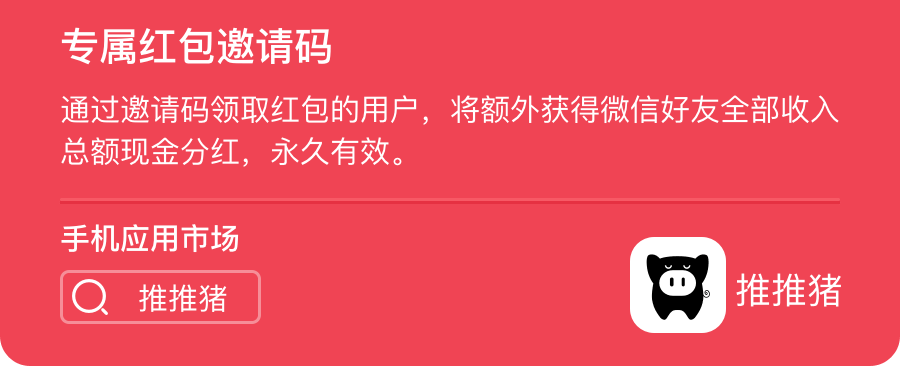 专属红包邀请码
通过邀请码领取红包的用户，将额外获得微信好友全部收入
总额现金分红，永久有效。
手机应用市场
推推猪
推推猪